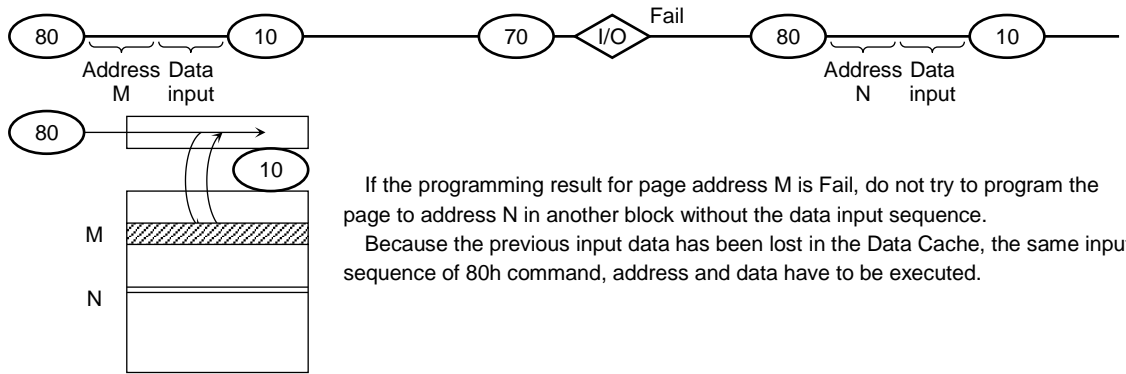 Fail
80 10 70 I/O 80 10
Address Data Address Data
M input N input
80
10
If the programming result for page address M is Fail, do not try to program the
M page to address N in another block without the data input sequence.
Because the previous input data has been lost in the Data Cache, the same inpu
N sequence of 80h command, address and data have to be executed.